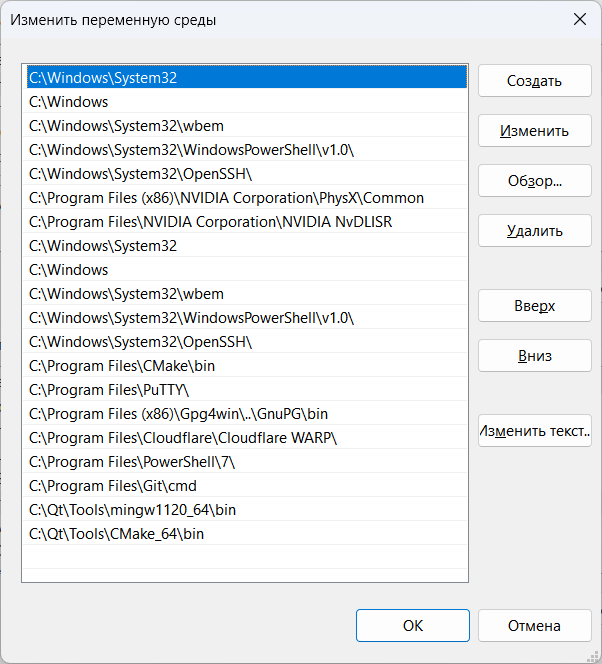 Изменить переменную среды
C:\Windows\System32
C:\Windows
C:\Windows\System32\wbem
C:\Windows\System32\WindowsPowerShell\v1.0\
C:\Windows\System32\OpenSSH\
C:\Program Files (x86)\NVIDIA Corporation\PhysX\Common
C:\Program Files\NVIDIA Corporation\NVIDIA NvDLISR
C:\Windows\System32
C:\Windows
C:\Windows\System32\wbem
C:\Windows\System32\WindowsPowerShell\v1.0\
C:\Windows\System32\OpenSSH\
C:\Program Files\CMake\bin
C:\Program Files\PuTTY\
C:\Program Files (x86)\Gpg4win\..\GnuPG\bin
C:\Program Files\Cloudflare\Cloudflare WARP\
C:\Program Files\PowerShell\7\
C:\Program Files\Git\cmd
C:\Qt\Tools\mingw1120_64\bin
C:\Qt\Tools\CMake_64\bin
Создать
Изменить
Обзор...
Удалить
Вверх
Вниз
Изменить текст..
ОК
Отмена